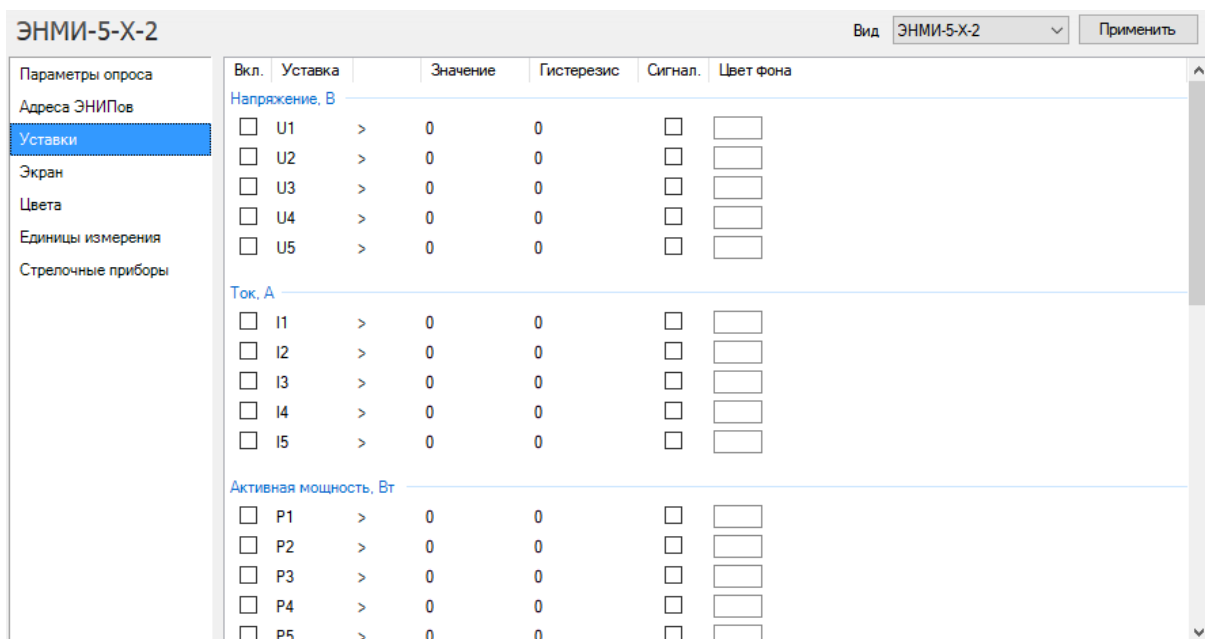 ЭНМИ-5-Х-2
Вид ЭНМИ-5-Х-2 Применить
Параметры опроса
Адреса ЭНИПов
Уставки
Экран
Цвета
Единицы измерения
Стрелочные приборы
Вкл. Уставка Значение Гистерезис Сигнал. Цвет фона
Напряжение, В
U1 > 0 0
U2 > 0 0
U3 > 0 0
U4 > 0 0
U5 > 0 0
Ток, А
I1 > 0 0
I2 > 0 0
I3 > 0 0
I4 > 0 0
I5 > 0 0
Активная мощность, Вт
P1 > 0 0
P2 > 0 0
P3 > 0 0
P4 > 0 0
P5 > 0 0